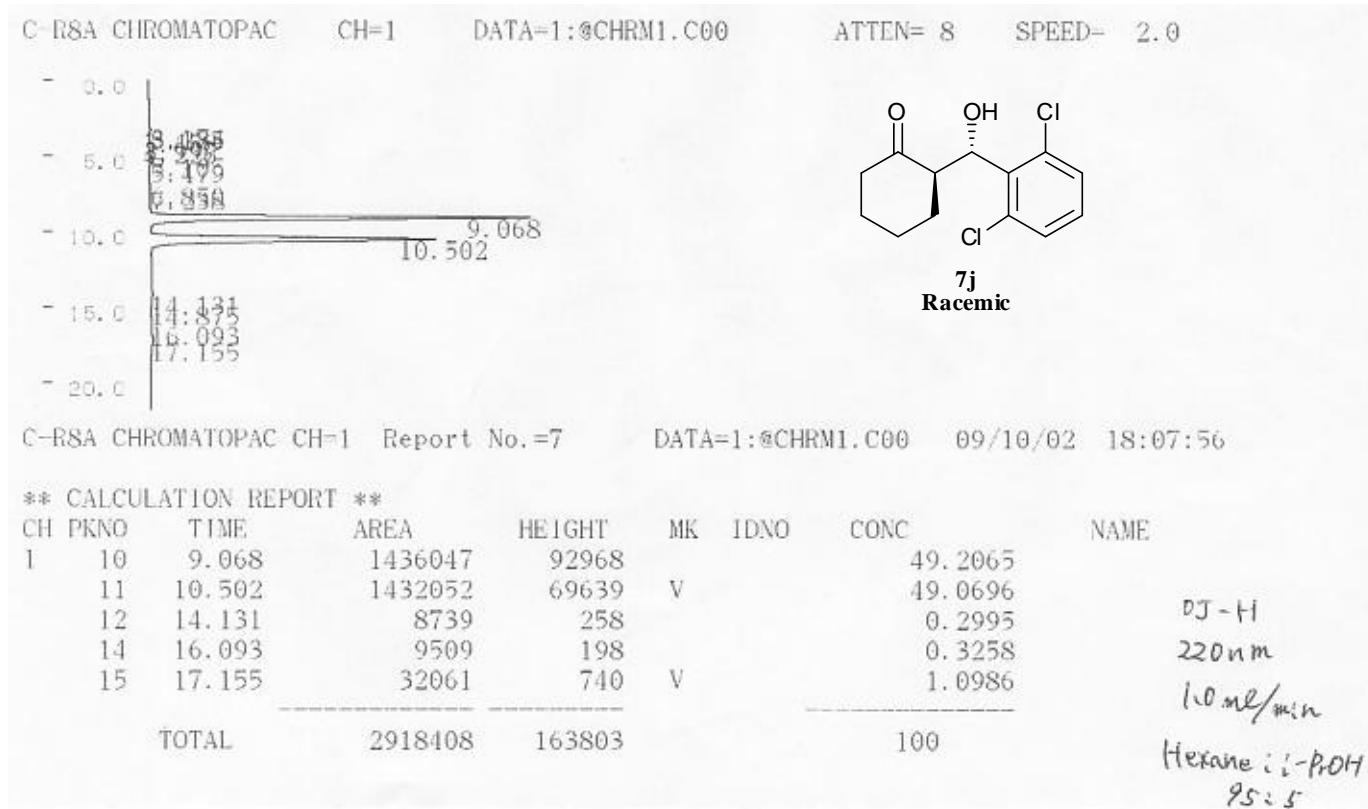 C-R8A CHROMATOPAC CH=1 DATA=1:@CHRM1.C00 ATTEN= 8 SPEED= 2.0
0.0
5.0
5.479
9.068
10.0
10.502
14.131
15.0
14.875
16.093
17.155
20.0
O OH Cl
Cl
7j
Racemic
C-R8A CHROMATOPAC CH=1 Report No.=7 DATA=1:@CHRM1.C00 09/10/02 18:07:56
** CALCULATION REPORT **
CH PKNO TIME AREA HEIGHT MK IDNO CONC NAME
1 10 9.068 1436047 92968 49.2065
11 10.502 1432052 69639 V 49.0696
12 14.131 8739 258 0.2995
14 16.093 9509 198 0.3258
15 17.155 32061 740 V 1.0986
TOTAL 2918408 163803 100
OJ-H
220nm
1.0 ml/min
Hexane : i-PrOH
95:5